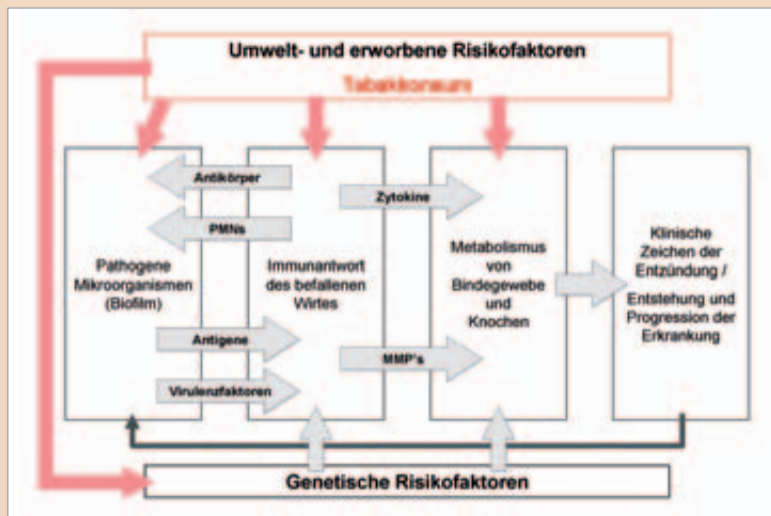 Umwelt- und erworbene Risikofaktoren
Tabakkonsum
Antikörper
PMNs
Pathogene
Mikroorganismen
(Biofilm)
Antigene
Virulenzfaktoren
Immunantwort
des befallenen
Wirtes
Zytokine
MMP's
Metabolismus
von
Bindegewebe
und
Knochen
Klinische
Zeichen der
Entzündung /
Entstehung und
Progression der
Erkrankung
Genetische Risikofaktoren